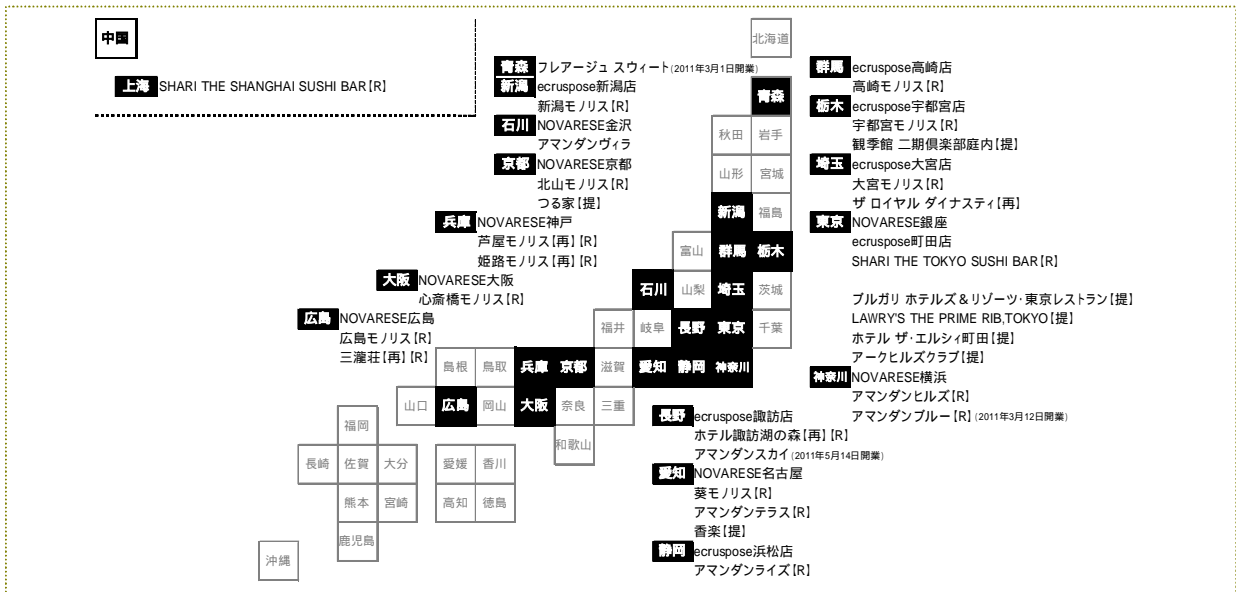 中国
上海 SHARI THE SHANGHAI SUSHI BAR【R】
青森 フレアージュ スウィート(2011年3月1日開業)
新潟 ecruspose新潟店
新潟モノリス【R】
石川 NOVARESE金沢
アマンダンヴィラ
京都 NOVARESE京都
北山モノリス【R】
つる家【提】
兵庫 NOVARESE神戸
芦屋モノリス【再】【R】
姫路モノリス【再】【R】
大阪 NOVARESE大阪
心斎橋モノリス【R】
広島 NOVARESE広島
広島モノリス【R】
三瀧荘【再】【R】
北海道
青森
秋田 岩手
山形 宮城
新潟 福島
富山 群馬 栃木
石川 山梨 埼玉 茨城
福井 岐阜 長野 東京 千葉
島根 鳥取 兵庫 京都 滋賀 愛知 静岡 神奈川
山口 広島 岡山 大阪 奈良 三重
和歌山
福岡
長崎 佐賀 大分 愛媛 香川
熊本 宮崎 高知 徳島
鹿児島
沖縄
群馬 ecruspose高崎店
高崎モノリス【R】
栃木 ecruspose宇都宮店
宇都宮モノリス【R】
観季館 二期倶楽部庭内【提】
埼玉 ecruspose大宮店
大宮モノリス【R】
ザ ロイヤル ダイナスティ【再】
東京 NOVARESE銀座
ecruspose町田店
SHARI THE TOKYO SUSHI BAR【R】
ブルガリ ホテルズ＆リゾーツ･東京レストラン【提】
LAWRY'S THE PRIME RIB,TOKYO【提】
ホテル ザ･エルシィ町田【提】
アークヒルズクラブ【提】
神奈川 NOVARESE横浜
アマンダンヒルズ【R】
アマンダンブルー【R】(2011年3月12日開業)
長野 ecruspose諏訪店
ホテル諏訪湖の森【再】【R】
アマンダンスカイ(2011年5月14日開業)
愛知 NOVARESE名古屋
葵モノリス【R】
アマンダンテラス【R】
香楽【提】
静岡 ecruspose浜松店
アマンダンライズ【R】